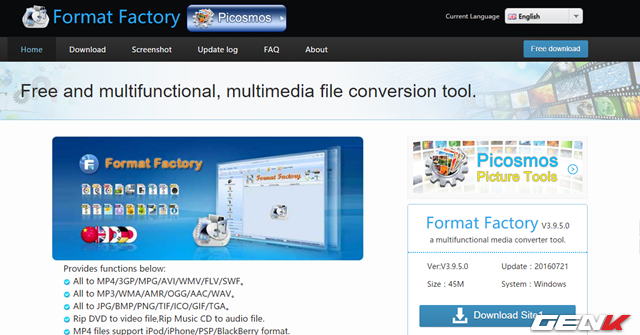 Format Factory
Picosmos
Current Language
English
Home Download Screenshot Update log FAQ About
Free download
Free and multifunctional, multimedia file conversion tool.
Format Factory
Format Factory
Provides functions below:
All to MP4/3GP/MPG/AVI/WMV/FLV/SWF。
All to MP3/WMA/AMR/OGG/AAC/WAV。
All to JPG/BMP/PNG/TIF/ICO/GIF/TGA。
Rip DVD to video file,Rip Music CD to audio file.
MP4 files support iPod/iPhone/PSP/BlackBerry format.
Picosmos
Picture Tools
Format Factory V3.9.5.0
a multifunctional media converter tool.
Ver:V3.9.5.0 Update : 20160721
Size : 45M System : Windows
Download Site1
GENK